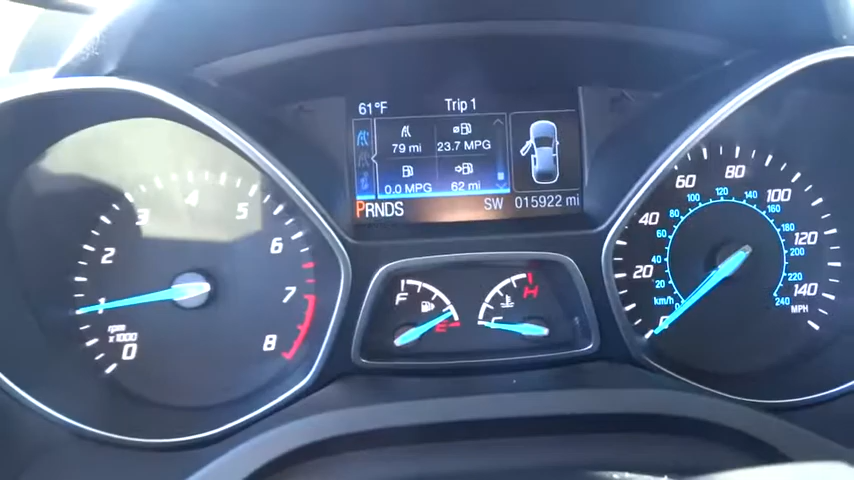 61°F Trip 1
79 mi 23.7 MPG
0.0 MPG 62 mi
PRNDS SW 015922 mi
0 1 2 3 4 5 6 7 8
rpm
x1000
F E
H C
0 20 40 60 80 100 120 140
MPH
20 40 60 80 100 120 140 160 180 200 220 240
km/h